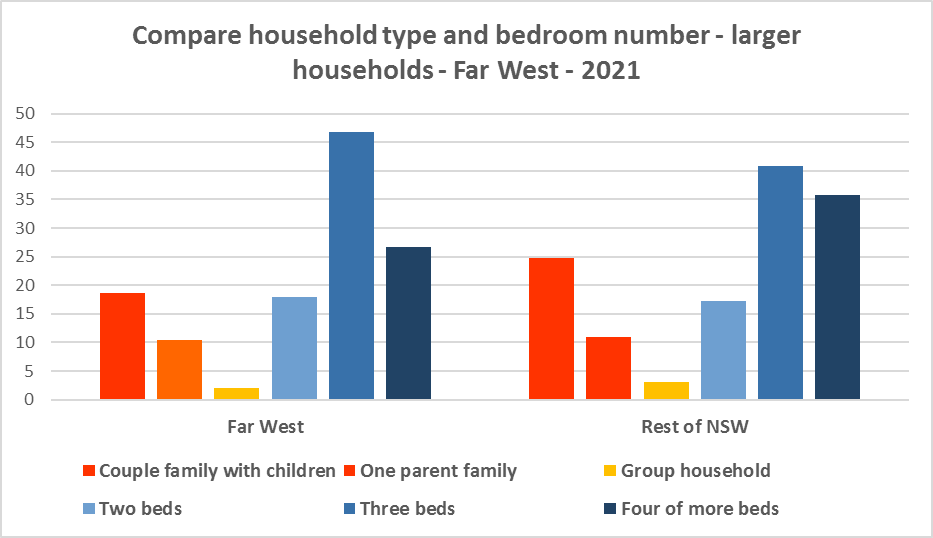 Compare household type and bedroom number - larger
households - Far West - 2021
50
45
40
35
30
25
20
15
10
5
0
Far West
Rest of NSW
Couple family with children
One parent family
Group household
Two beds
Three beds
Four of more beds